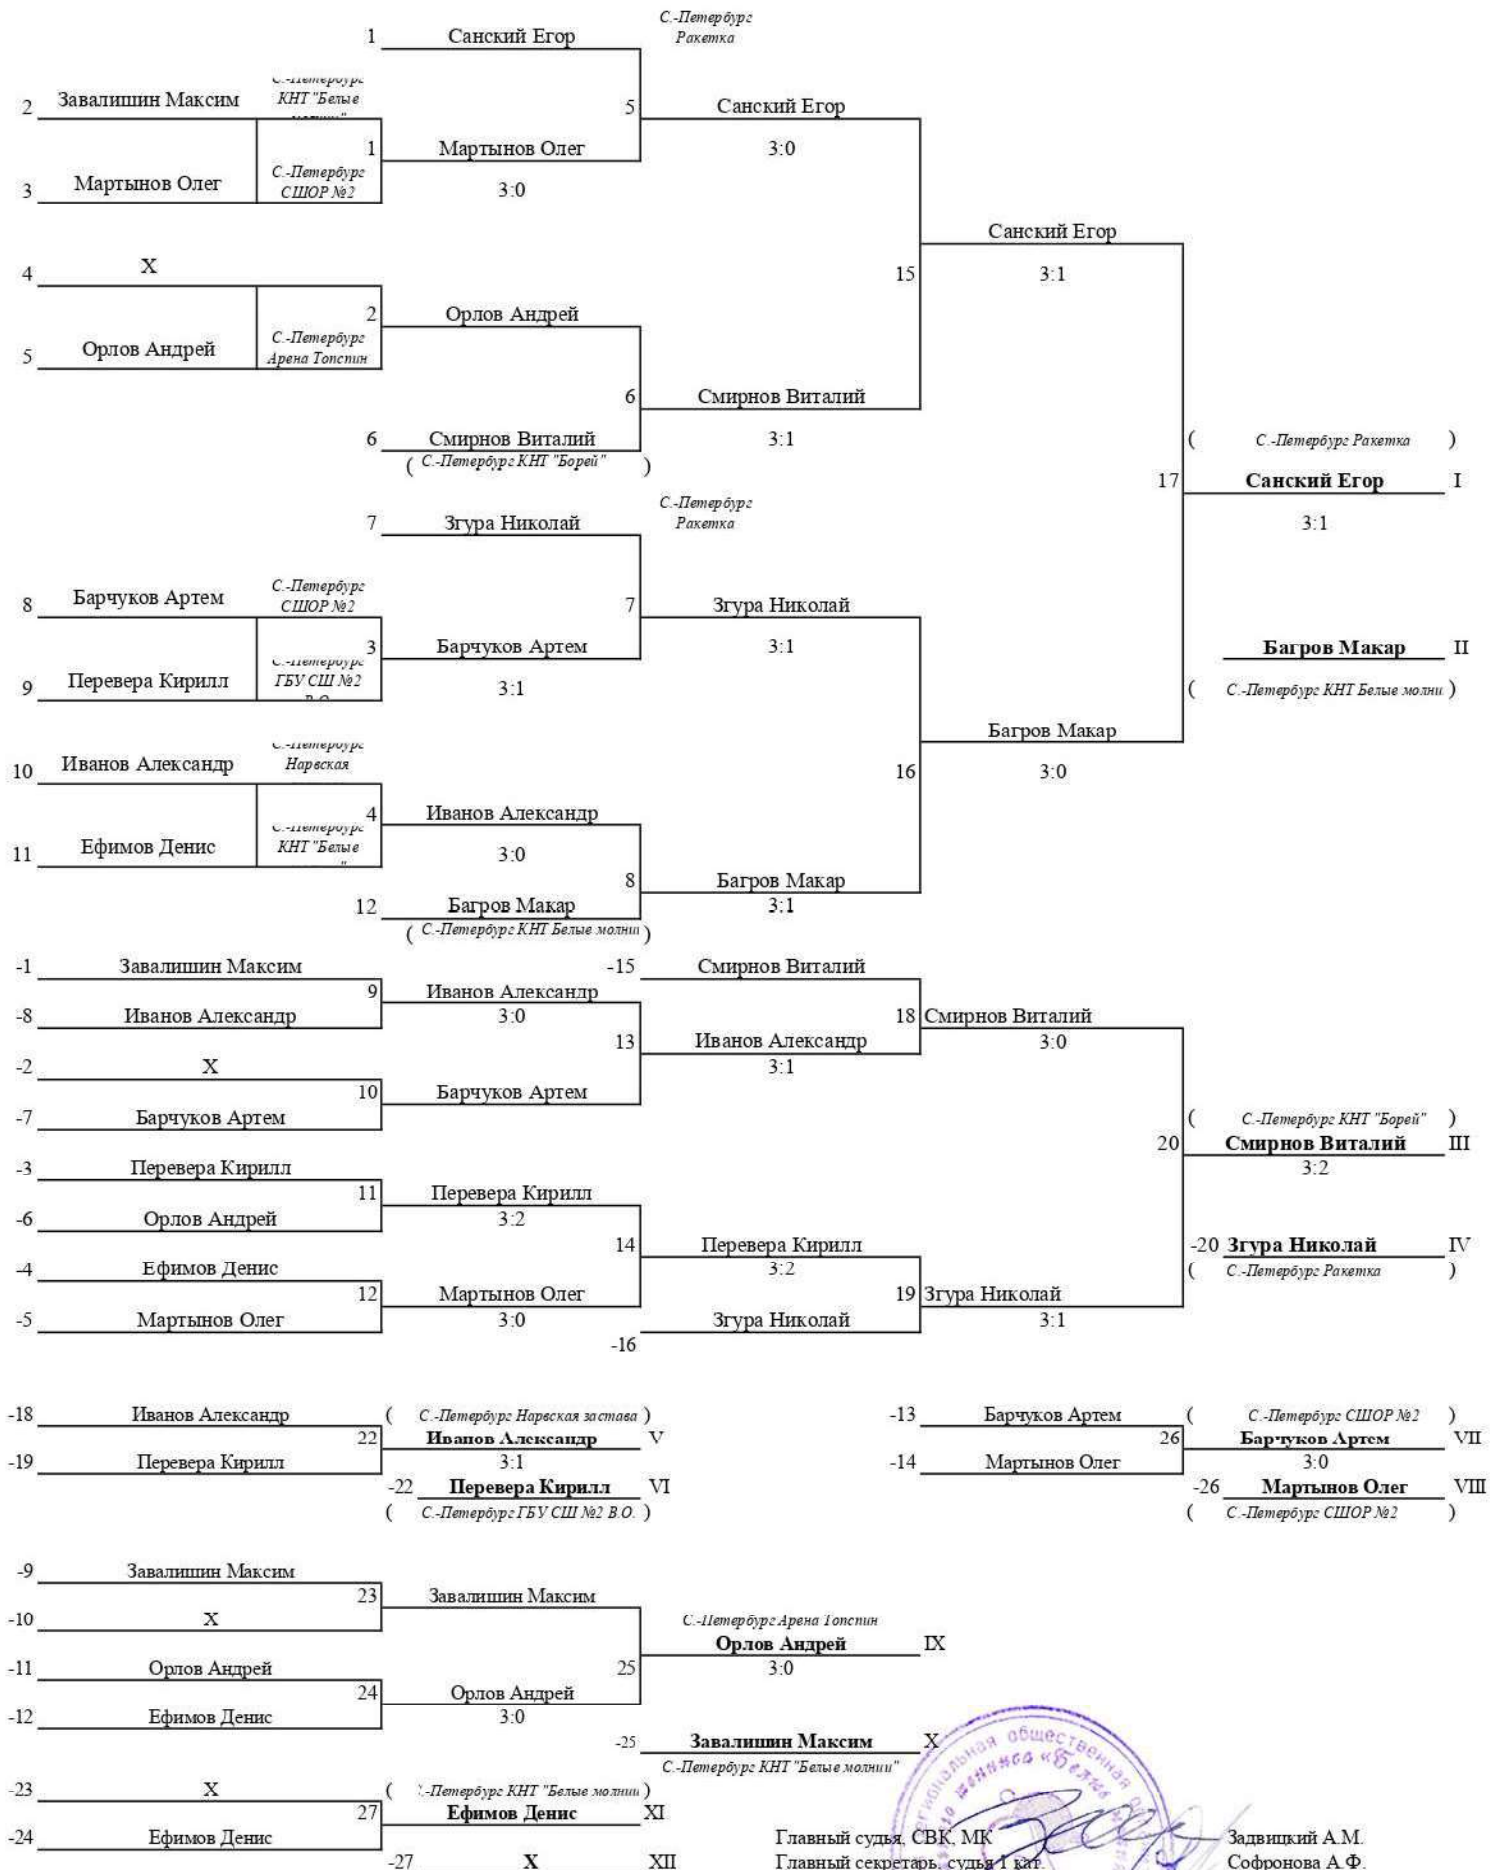 С.-Петербург
1 Санский Егор Ракетка
С.-Петербург
2 Завалишин Максим КНТ "Белые
5 Санский Егор
1 Мартынов Олег 3:0
3 Мартынов Олег С.-Петербург
СШОР №2 3:0
Санский Егор
4 X 15 3:1
2 Орлов Андрей
5 Орлов Андрей С.-Петербург
Арена Топспин
6 Смирнов Виталий
6 Смирнов Виталий 3:1 ( С.-Петербург Ракетка )
( С.-Петербург КНТ "Борей" )
17 Санский Егор I
С.-Петербург
7 Згура Николай Ракетка 3:1
С.-Петербург
8 Барчуков Артем СШОР №2 7 Згура Николай
3 Барчуков Артем 3:1 Багров Макар II
С.-Петербург
9 Перевера Кирилл ГБУ СШ №2 3:1 ( С.-Петербург КНТ Белые молни )
В.О.
Багров Макар
С.-Петербург
10 Иванов Александр Нарвская 16 3:0
4 Иванов Александр
С.-Петербург
11 Ефимов Денис КНТ "Белые 3:0
8 Багров Макар
12 Багров Макар 3:1
( С.-Петербург КНТ Белые молни )
-1 Завалишин Максим -15 Смирнов Виталий
9 Иванов Александр
-8 Иванов Александр 3:0 18 Смирнов Виталий
13 Иванов Александр 3:0
-2 X 3:1
10 Барчуков Артем
-7 Барчуков Артем ( С.-Петербург КНТ "Борей" )
20 Смирнов Виталий III
-3 Перевера Кирилл 3:2
11 Перевера Кирилл
-6 Орлов Андрей 3:2
14 Перевера Кирилл -20 Згура Николай IV
-4 Ефимов Денис 3:2 ( С.-Петербург Ракетка )
12 Мартынов Олег 19 Згура Николай
-5 Мартынов Олег 3:0 Згура Николай 3:1
-16
-18 Иванов Александр ( С.-Петербург Нарвская застава ) -13 Барчуков Артем ( С.-Петербург СШОР №2 )
22 Иванов Александр V 26 Барчуков Артем VII
-19 Перевера Кирилл 3:1 -14 Мартынов Олег 3:0
-22 Перевера Кирилл VI -26 Мартынов Олег VIII
( С.-Петербург ГБУ СШ №2 В.О. ) ( С.-Петербург СШОР №2 )
-9 Завалишин Максим
23 Завалишин Максим
-10 X С.-Петербург Арена Топспин
Орлов Андрей IX
-11 Орлов Андрей 25 3:0
24 Орлов Андрей
-12 Ефимов Денис 3:0
-25 Завалишин Максим X
С.-Петербург КНТ "Белые молнии"
-23 X ( С.-Петербург КНТ "Белые молнии )
27 Ефимов Денис XI
-24 Ефимов Денис Главный судья, СВК, МК Задвицкий А.М.
-27 X XII Главный секретарь, судья 1 кат. Софронова А.Ф.